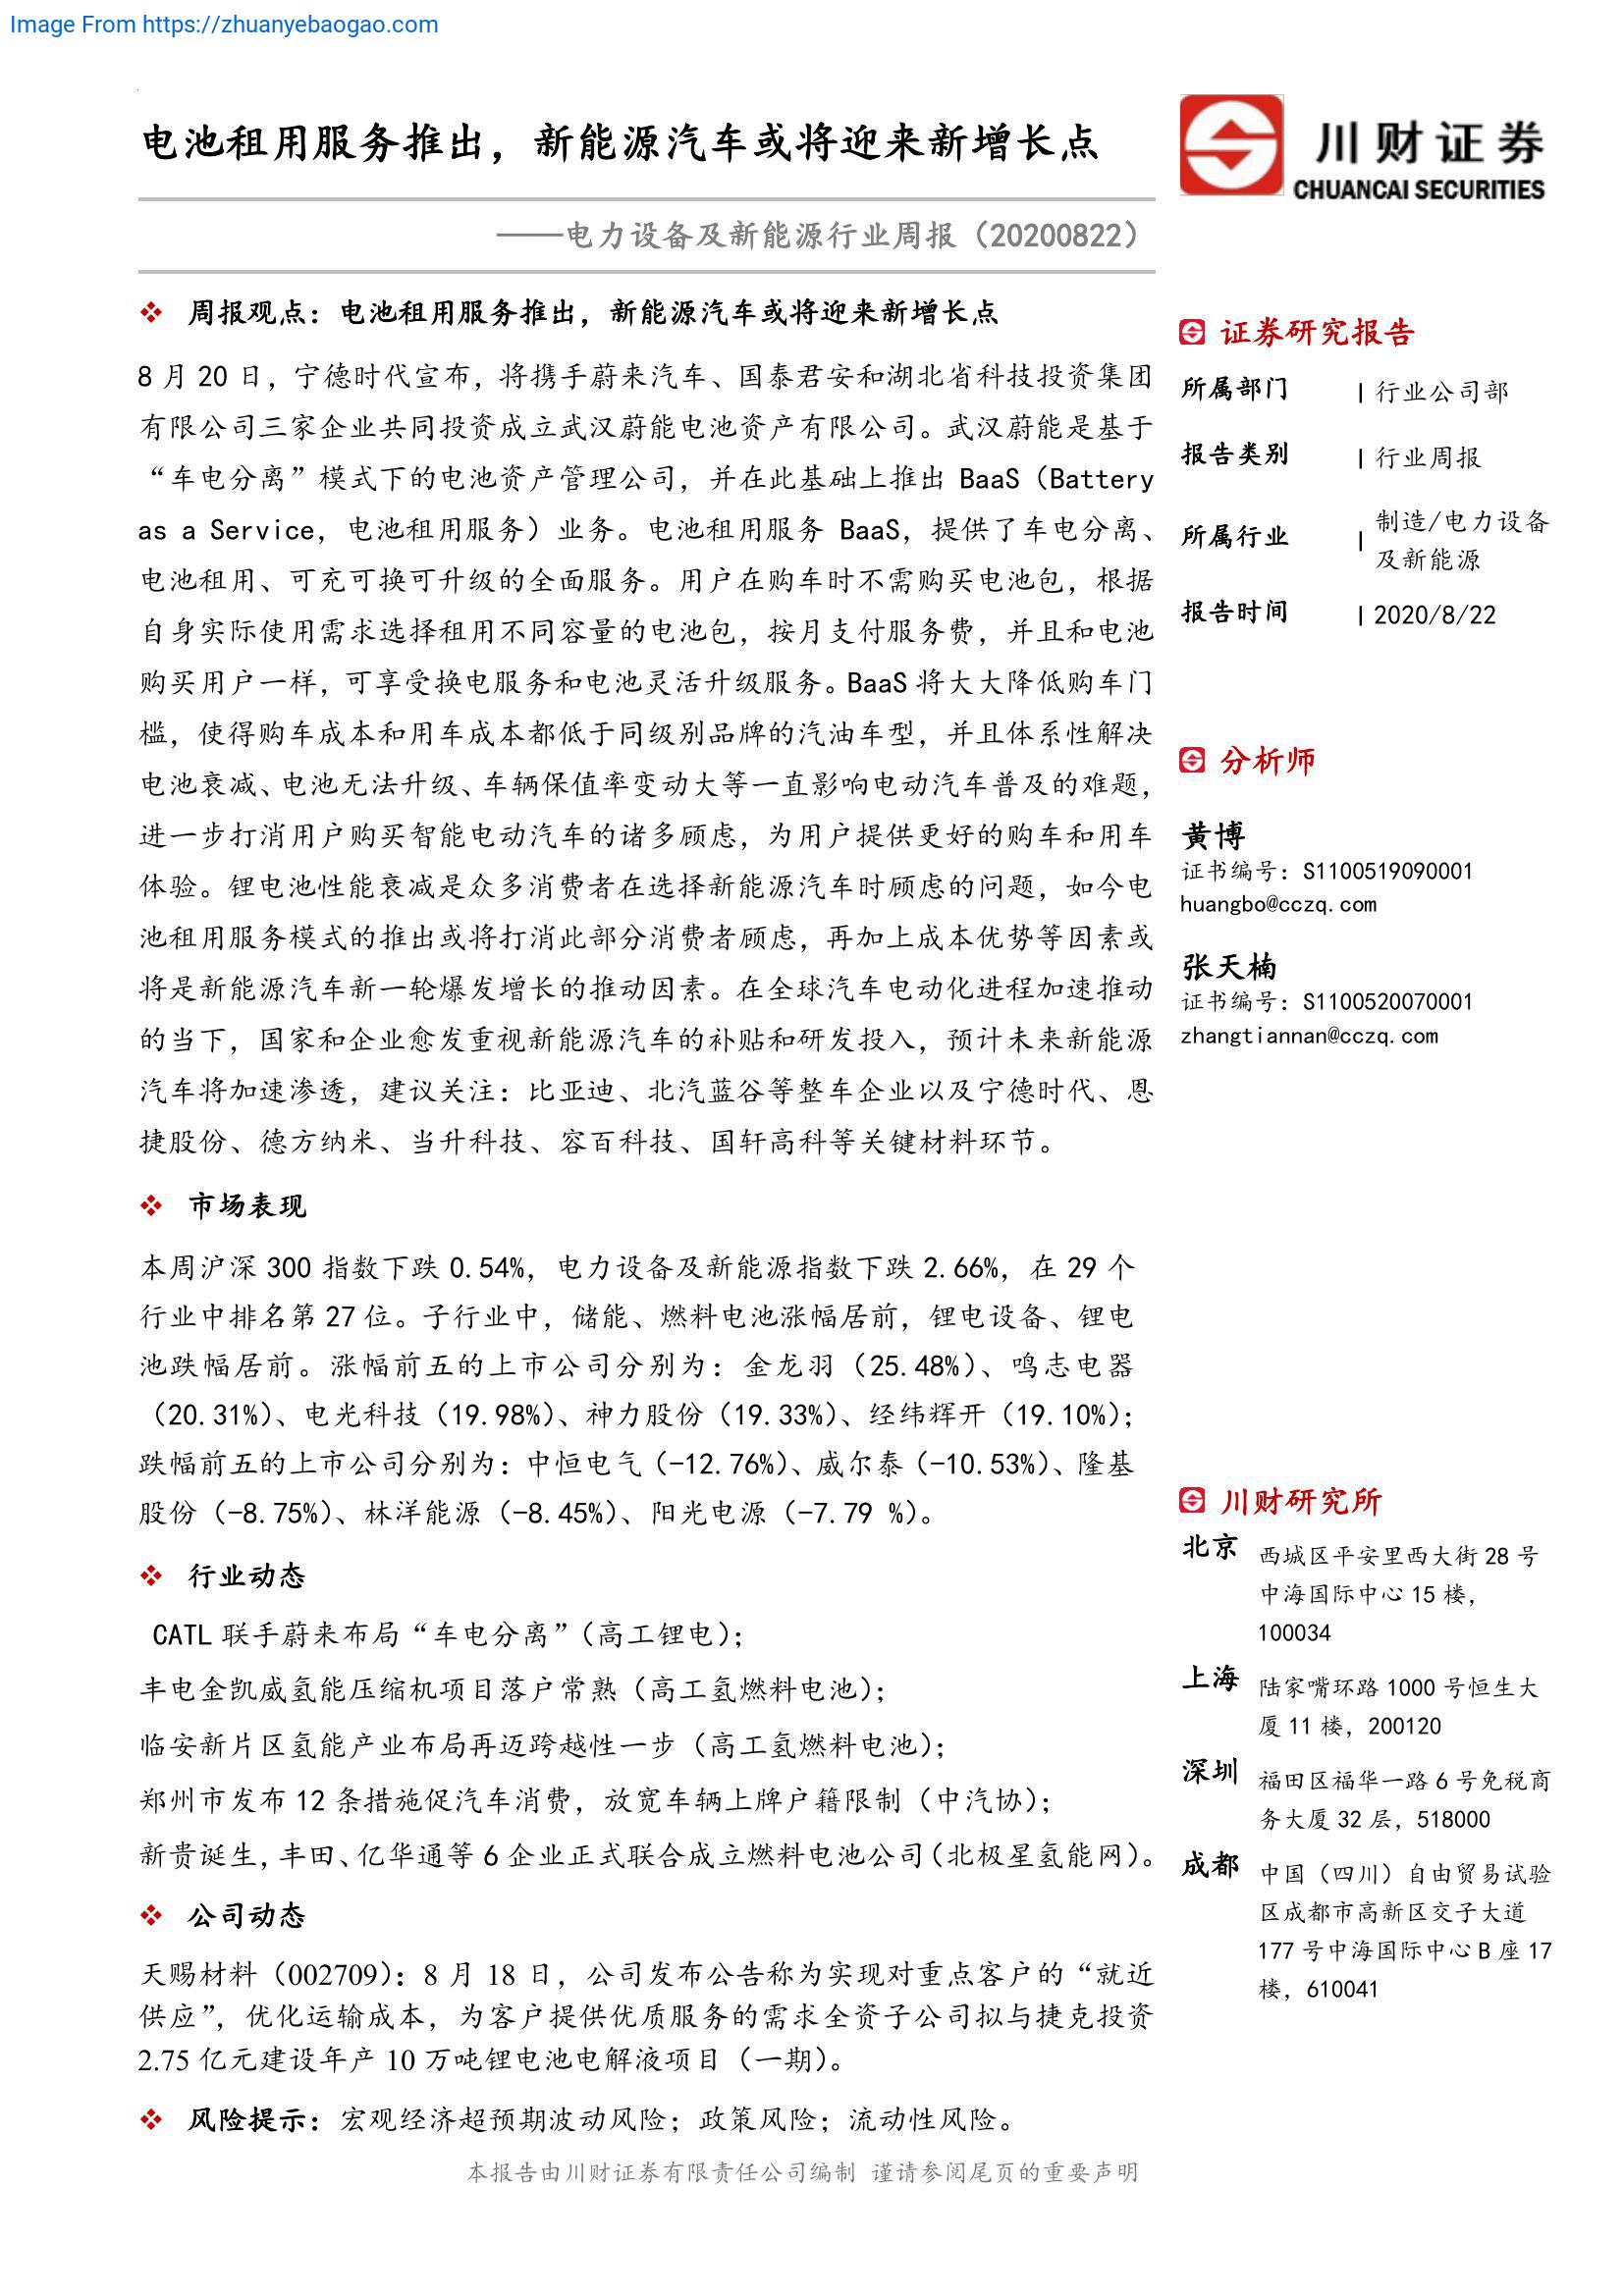 Image From https://zhuanyebaogao.com
电池租用服务推出，新能源汽车或将迎来新增长点
——电力设备及新能源行业周报（20200822）
川财证券
CHUANCAI SECURITIES
❖ 周报观点：电池租用服务推出，新能源汽车或将迎来新增长点
8 月 20 日，宁德时代宣布，将携手蔚来汽车、国泰君安和湖北省科技投资集团
有限公司三家企业共同投资成立武汉蔚能电池资产有限公司。武汉蔚能是基于
“车电分离”模式下的电池资产管理公司，并在此基础上推出 BaaS（Battery
as a Service，电池租用服务）业务。电池租用服务 BaaS，提供了车电分离、
电池租用、可充可换可升级的全面服务。用户在购车时不需购买电池包，根据
自身实际使用需求选择租用不同容量的电池包，按月支付服务费，并且和电池
购买用户一样，可享受换电服务和电池灵活升级服务。BaaS 将大大降低购车门
槛，使得购车成本和用车成本都低于同级别品牌的汽油车型，并且体系性解决
电池衰减、电池无法升级、车辆保值率变动大等一直影响电动汽车普及的难题，
进一步打消用户购买智能电动汽车的诸多顾虑，为用户提供更好的购车和用车
体验。锂电池性能衰减是众多消费者在选择新能源汽车时顾虑的问题，如今电
池租用服务模式的推出或将打消此部分消费者顾虑，再加上成本优势等因素或
将是新能源汽车新一轮爆发增长的推动因素。在全球汽车电动化进程加速推动
的当下，国家和企业愈发重视新能源汽车的补贴和研发投入，预计未来新能源
汽车将加速渗透，建议关注：比亚迪、北汽蓝谷等整车企业以及宁德时代、恩
捷股份、德方纳米、当升科技、容百科技、国轩高科等关键材料环节。
❖ 市场表现
本周沪深 300 指数下跌 0.54%，电力设备及新能源指数下跌 2.66%，在 29 个
行业中排名第 27 位。子行业中，储能、燃料电池涨幅居前，锂电设备、锂电
池跌幅居前。涨幅前五的上市公司分别为：金龙羽（25.48%）、鸣志电器
（20.31%）、电光科技（19.98%）、神力股份（19.33%）、经纬辉开（19.10%）；
跌幅前五的上市公司分别为：中恒电气（-12.76%）、威尔泰（-10.53%）、隆基
股份（-8.75%）、林洋能源（-8.45%）、阳光电源（-7.79 %）。
❖ 行业动态
CATL 联手蔚来布局“车电分离”（高工锂电）；
丰电金凯威氢能压缩机项目落户常熟（高工氢燃料电池）；
临安新片区氢能产业布局再迈跨越性一步（高工氢燃料电池）；
郑州市发布 12 条措施促汽车消费，放宽车辆上牌户籍限制（中汽协）；
新贵诞生，丰田、亿华通等 6 企业正式联合成立燃料电池公司（北极星氢能网）。
❖ 公司动态
天赐材料（002709）：8 月 18 日，公司发布公告称为实现对重点客户的“就近
供应”，优化运输成本，为客户提供优质服务的需求全资子公司拟与捷克投资
2.75 亿元建设年产 10 万吨锂电池电解液项目（一期）。
❖ 风险提示：宏观经济超预期波动风险；政策风险；流动性风险。
证券研究报告
所属部门 | 行业公司部
报告类别 | 行业周报
所属行业 | 制造/电力设备
及新能源
报告时间 | 2020/8/22
分析师
黄博
证书编号：S1100519090001
huangbo@cczq.com
张天楠
证书编号：S1100520070001
zhangtiannan@cczq.com
川财研究所
北京 西城区平安里西大街 28 号
中海国际中心 15 楼，
100034
上海 陆家嘴环路 1000 号恒生大
厦 11 楼，200120
深圳 福田区福华一路 6 号免税商
务大厦 32 层，518000
成都 中国（四川）自由贸易试验
区成都市高新区交子大道
177 号中海国际中心 B 座 17
楼，610041
本报告由川财证券有限责任公司编制 谨请参阅尾页的重要声明